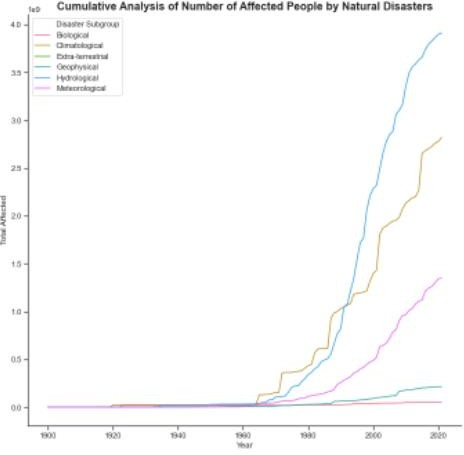 Cumulative Analysis of Number of Affected People by Natural Disasters
1e9
4.0
Disaster Subgroup
Biological
Climatological
Extra-terrestrial
Geophysical
Hydrological
Meteorological
3.5
3.0
2.5
2.0
1.5
1.0
0.5
0.0
Total Affected
1900 1920 1940 1960 1980 2000 2020
Year